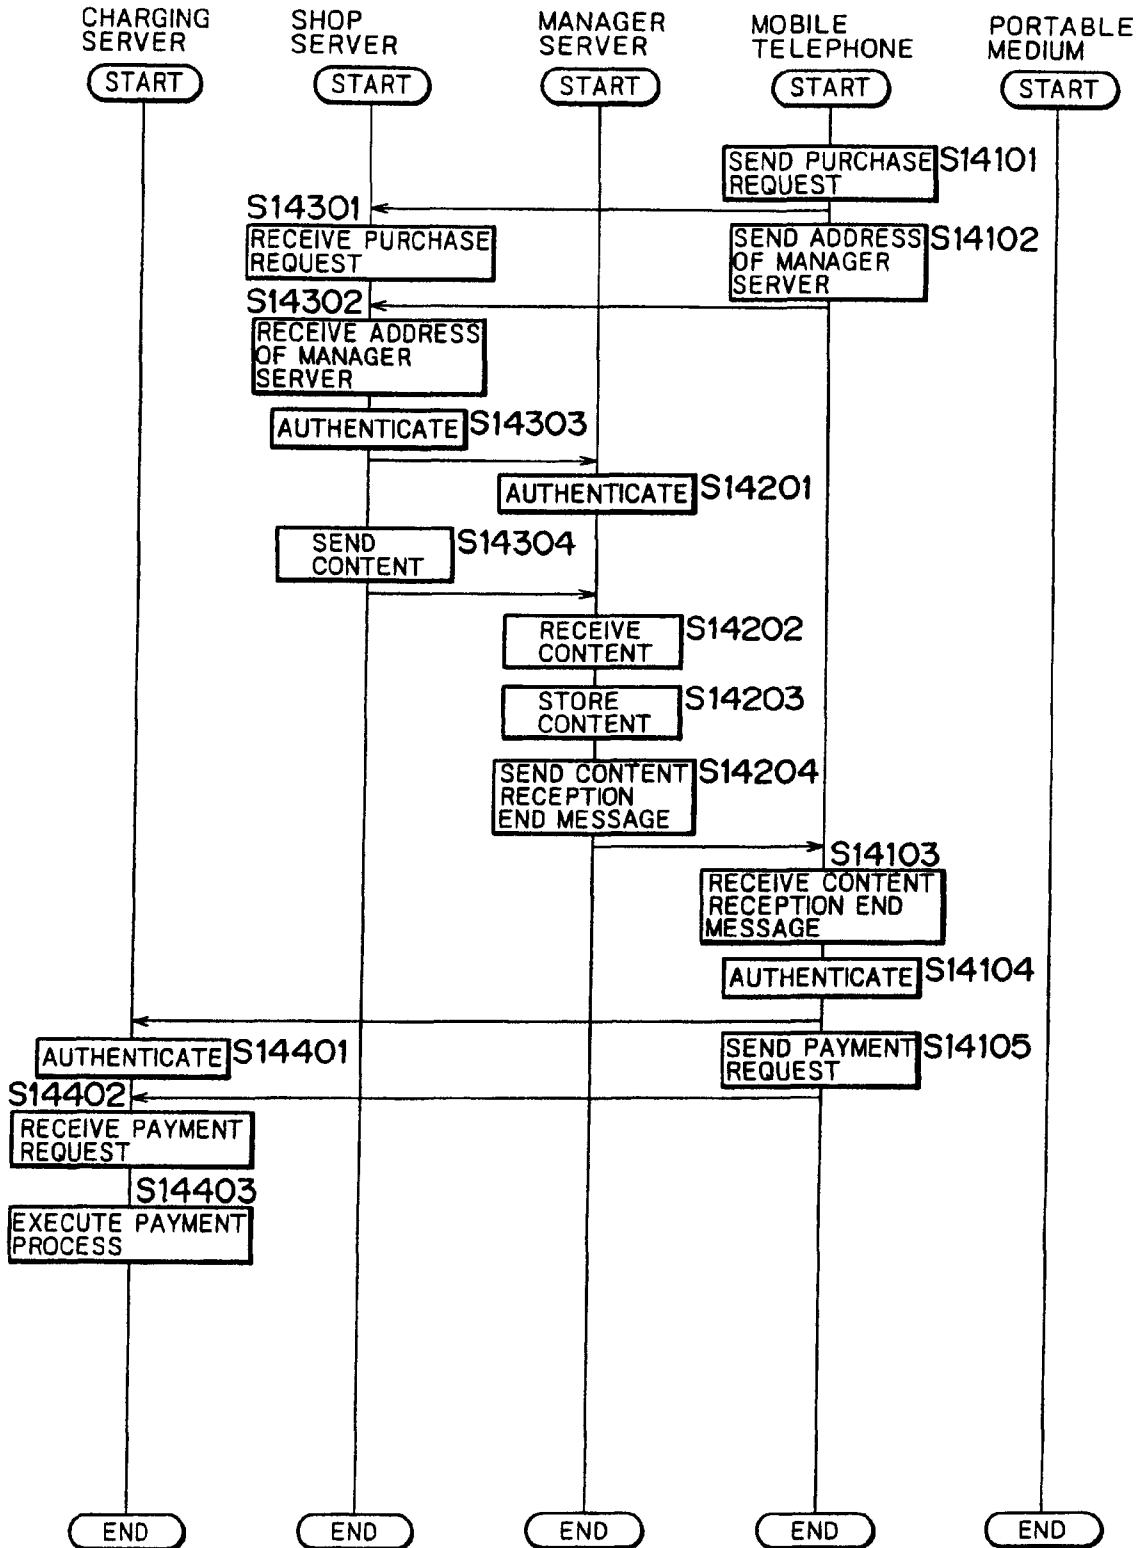 CHARGING
SERVER
SHOP
SERVER
MANAGER
SERVER
MOBILE
TELEPHONE
PORTABLE
MEDIUM
START
START
START
START
START
SEND PURCHASE
REQUEST
S14101
S14301
RECEIVE PURCHASE
REQUEST
SEND ADDRESS
OF MANAGER
SERVER
S14102
S14302
RECEIVE ADDRESS
OF MANAGER
SERVER
AUTHENTICATE
S14303
AUTHENTICATE
S14201
SEND
CONTENT
S14304
RECEIVE
CONTENT
S14202
STORE
CONTENT
S14203
SEND CONTENT
RECEPTION
END MESSAGE
S14204
S14103
RECEIVE CONTENT
RECEPTION END
MESSAGE
AUTHENTICATE
S14104
AUTHENTICATE
S14401
SEND PAYMENT
REQUEST
S14105
S14402
RECEIVE PAYMENT
REQUEST
S14403
EXECUTE PAYMENT
PROCESS
END
END
END
END
END